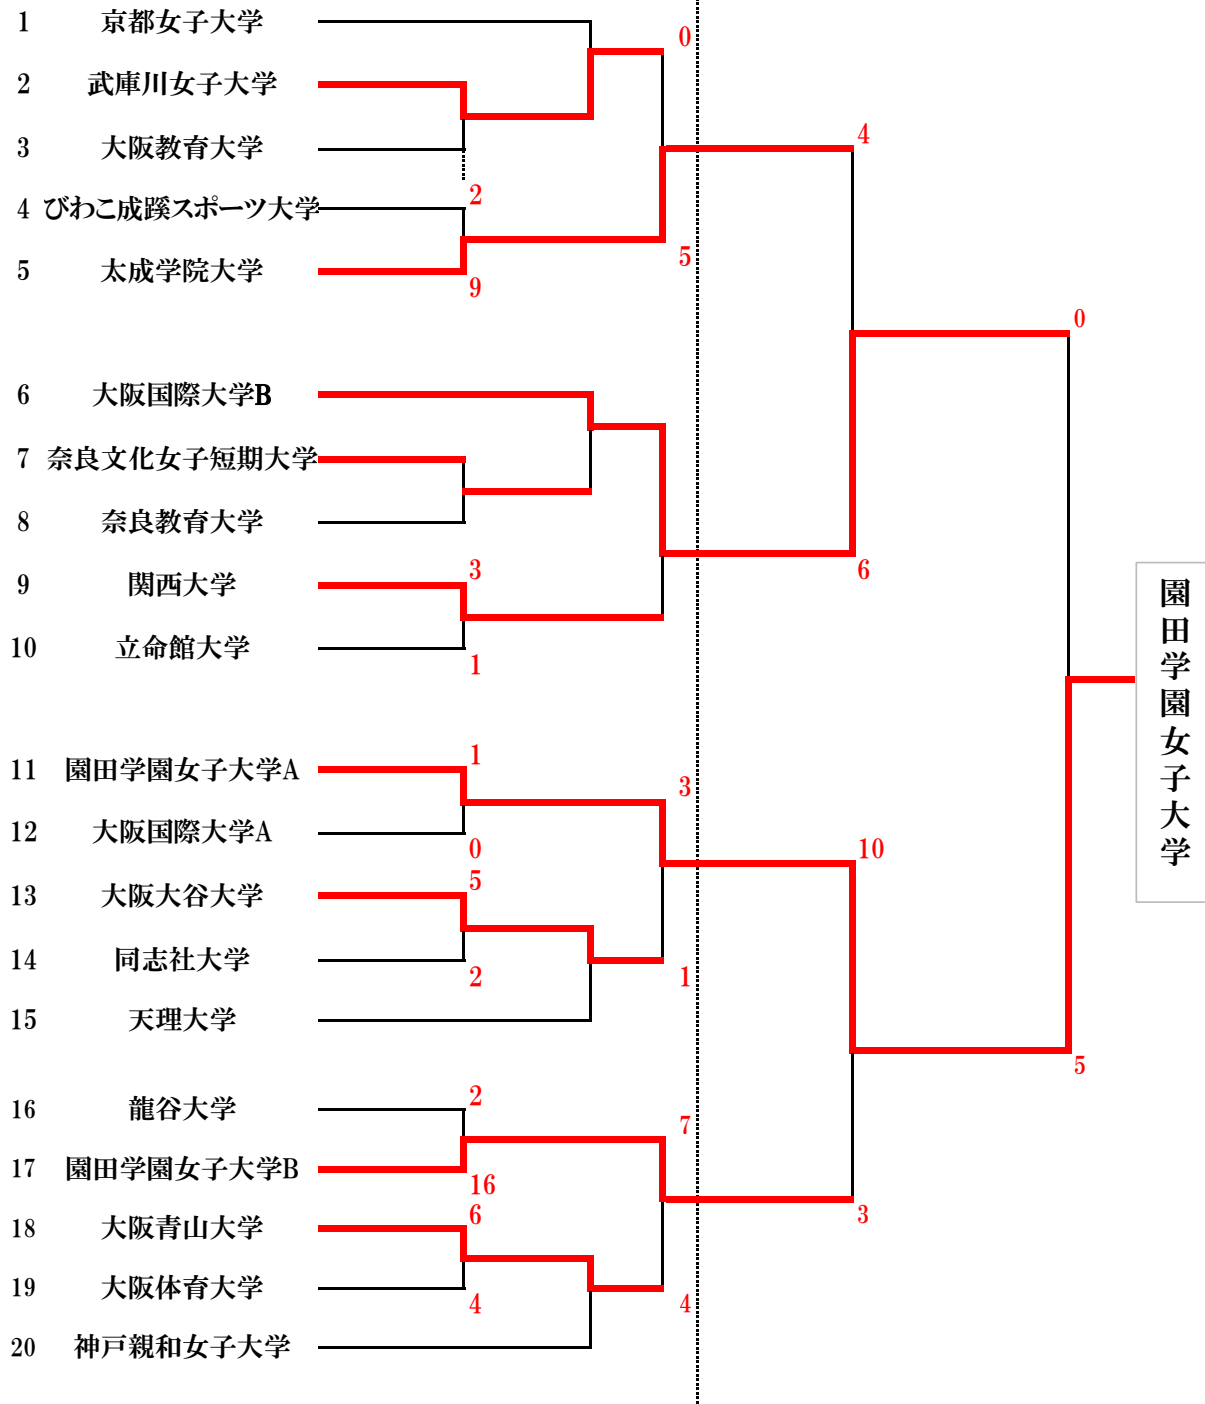 1 京都女子大学
0
2 武庫川女子大学
4
3 大阪教育大学
2
4 びわこ成蹊スポーツ大学
5
5 太成学院大学
9
0
6 大阪国際大学B
7 奈良文化女子短期大学
8 奈良教育大学
3
6
9 関西大学
10 立命館大学
1
園田学園女子大学
1
11 園田学園女子大学A
3
12 大阪国際大学A
0
10
5
13 大阪大谷大学
14 同志社大学
2
1
15 天理大学
5
2
16 龍谷大学
7
17 園田学園女子大学B
16
6
3
18 大阪青山大学
19 大阪体育大学
4
4
20 神戸親和女子大学